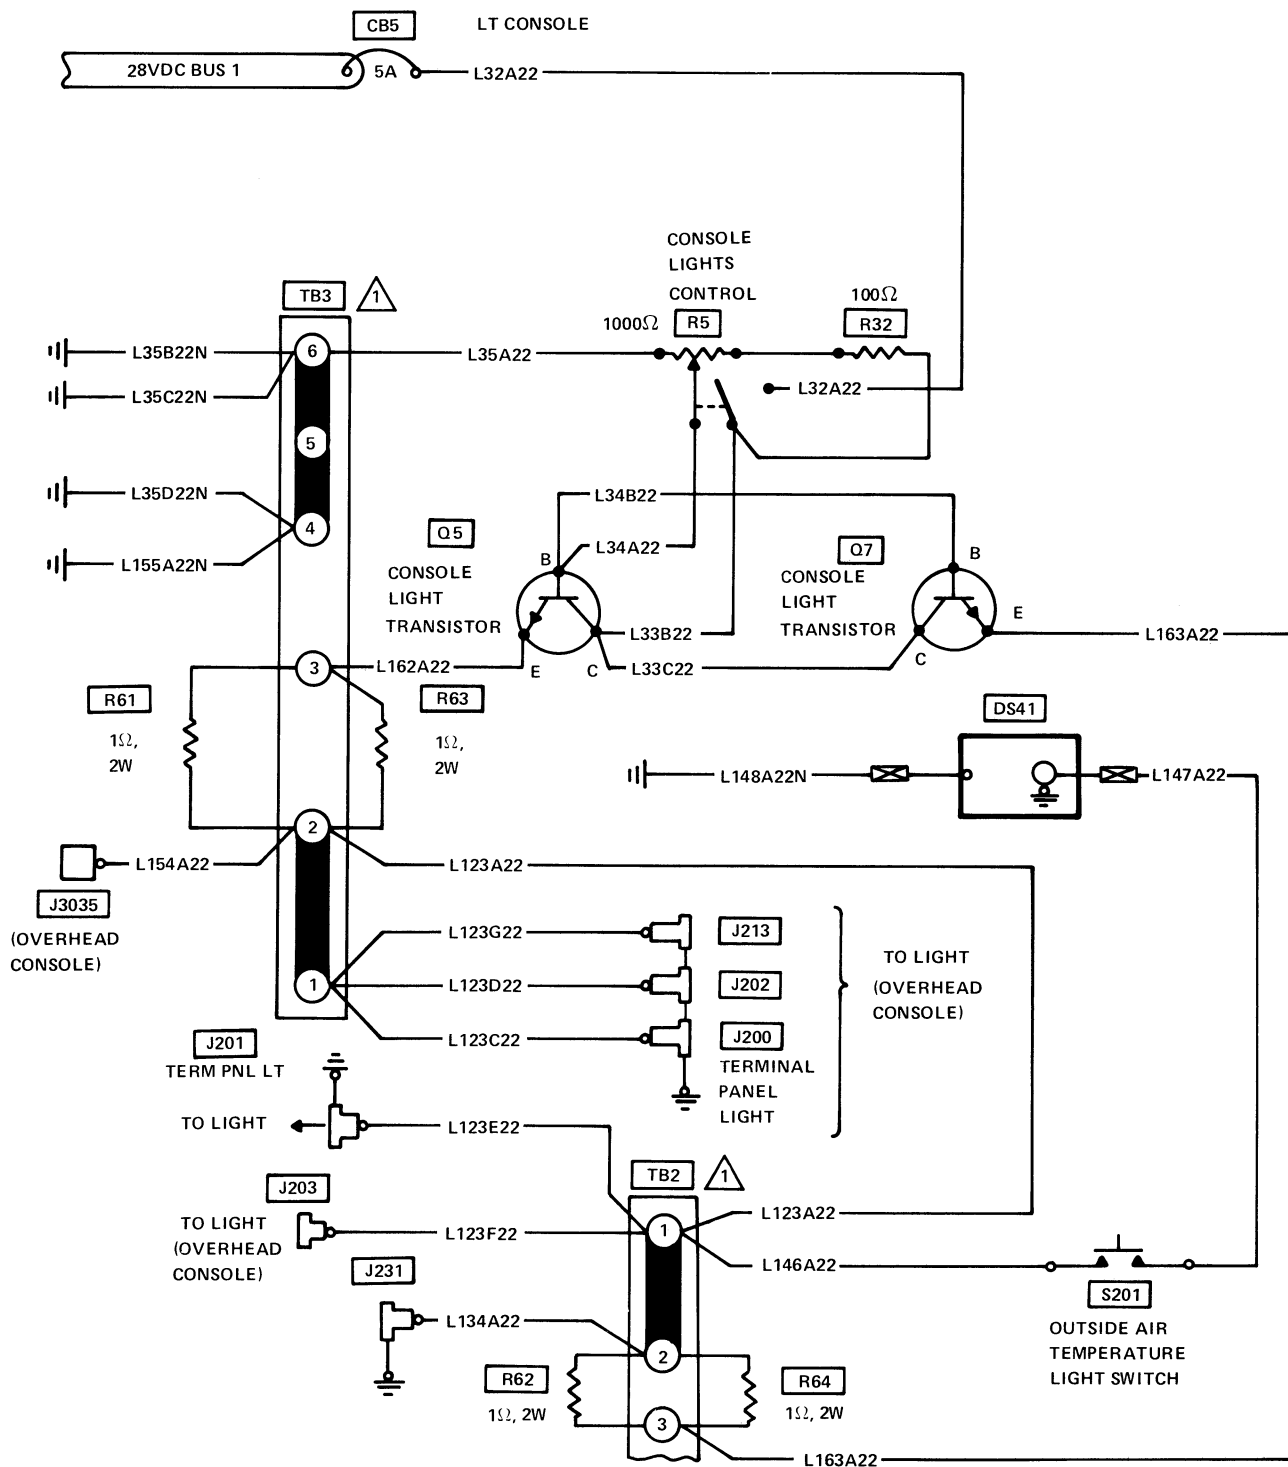 CB5
LT CONSOLE
28VDC BUS 1
5A
L32A22
CONSOLE
LIGHTS
CONTROL
TB3
1
1000Ω
R5
100Ω
R32
L35B22N
6
L35A22
L35C22N
L32A22
5
L35D22N
4
L34B22
Q5
L34A22
Q7
B
B
L155A22N
CONSOLE
LIGHT
TRANSISTOR
CONSOLE
LIGHT
TRANSISTOR
E
L33B22
L163A22
3
L162A22
E
C
L33C22
C
R61
R63
DS41
1Ω,
2W
1Ω,
2W
L148A22N
L147A22
2
L154A22
L123A22
J3035
(OVERHEAD
CONSOLE)
L123G22
J213
TO LIGHT
(OVERHEAD
CONSOLE)
1
L123D22
J202
L123C22
J200
TERMINAL
PANEL
LIGHT
J201
TERM PNL LT
TO LIGHT
L123E22
TB2
1
J203
TO LIGHT
(OVERHEAD
CONSOLE)
L123F22
1
L123A22
L146A22
J231
S201
OUTSIDE AIR
TEMPERATURE
LIGHT SWITCH
L134A22
2
R62
1Ω, 2W
R64
1Ω, 2W
3
L163A22